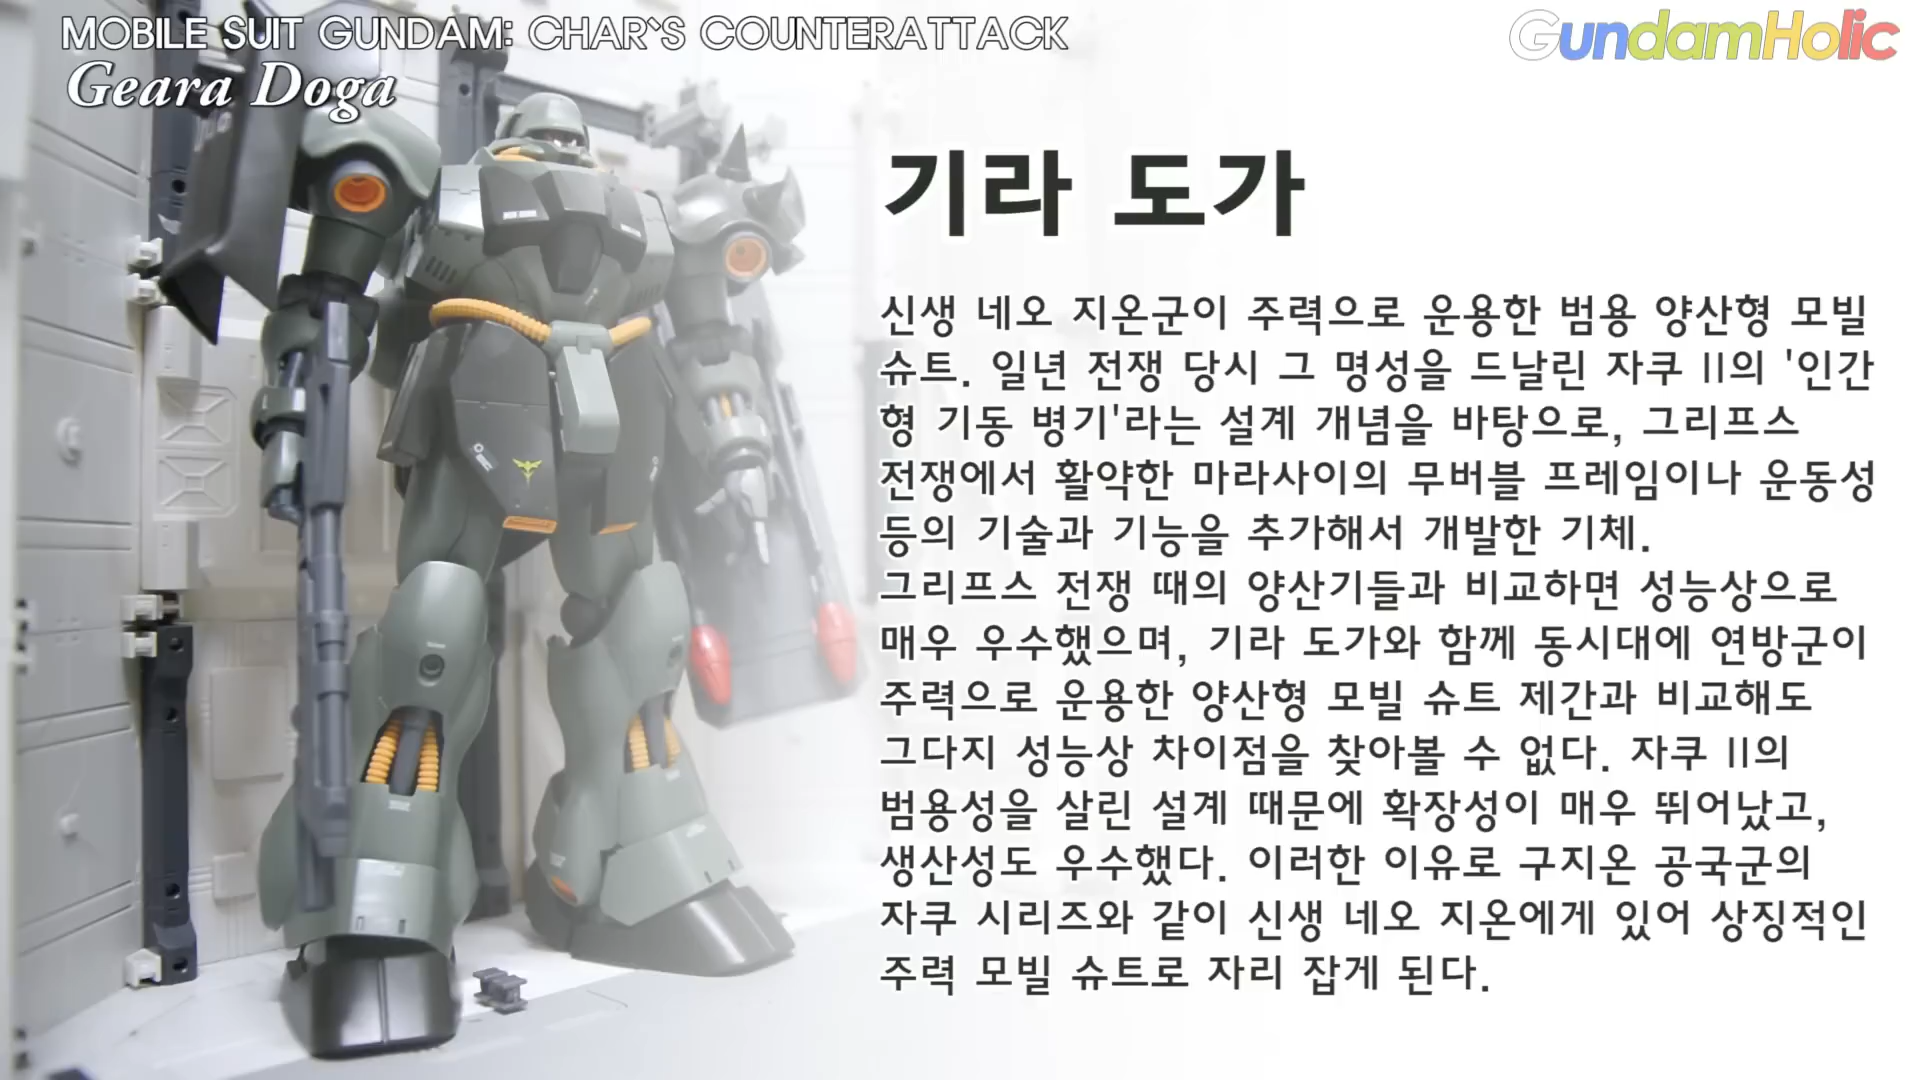 MOBILE SUIT GUNDAM: CHAR`S COUNTERATTACK
Geara Doga
GundamHolic
기라 도가
신생 네오 지온군이 주력으로 운용한 범용 양산형 모빌
슈트. 일년 전쟁 당시 그 명성을 드날린 자쿠 II의 '인간
형 기동 병기'라는 설계 개념을 바탕으로, 그리프스
전쟁에서 활약한 마라사이의 무버블 프레임이나 운동성
등의 기술과 기능을 추가해서 개발한 기체.
그리프스 전쟁 때의 양산기들과 비교하면 성능상으로
매우 우수했으며, 기라 도가와 함께 동시대에 연방군이
주력으로 운용한 양산형 모빌 슈트 제간과 비교해도
그다지 성능상 차이점을 찾아볼 수 없다. 자쿠 II의
범용성을 살린 설계 때문에 확장성이 매우 뛰어났고,
생산성도 우수했다. 이러한 이유로 구지온 공국군의
자쿠 시리즈와 같이 신생 네오 지온에게 있어 상징적인
주력 모빌 슈트로 자리 잡게 된다.